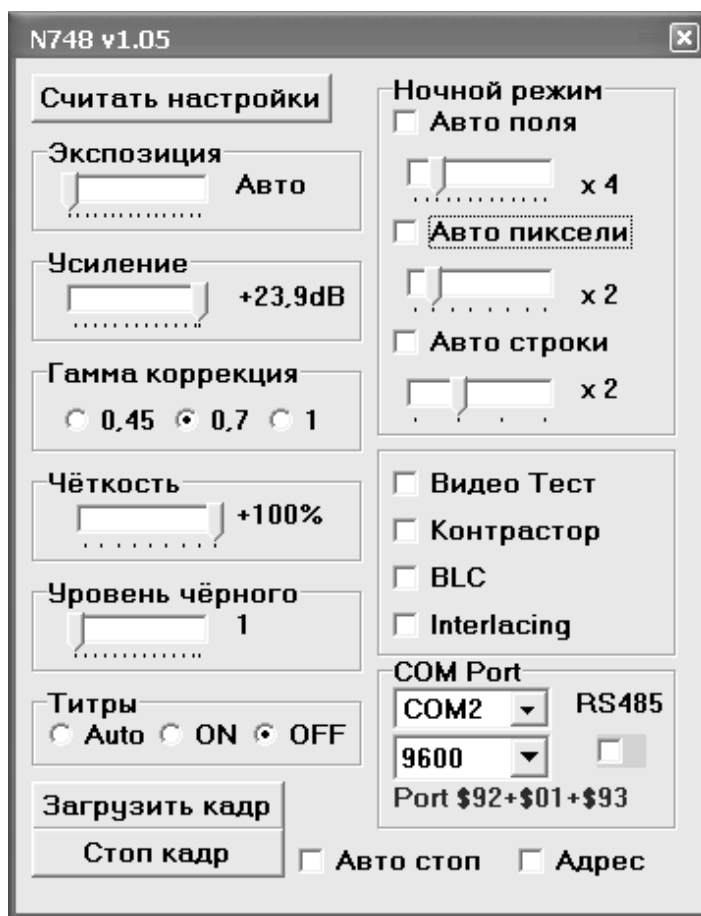 N748 v1.05
Считать настройки
Экспозиция
Авто
Усиление
+23,9dB
Гамма коррекция
0,45 0,7 1
Чёткость
+100%
Уровень чёрного
1
Титры
Auto ON OFF
Загрузить кадр
Стоп кадр
Ночной режим
Авто поля
x 4
Авто пиксели
x 2
Авто строки
x 2
Видео Тест
Контрастор
BLC
Interlacing
COM Port
COM2 RS485
9600
Port $92+$01+$93
Авто стоп Адрес